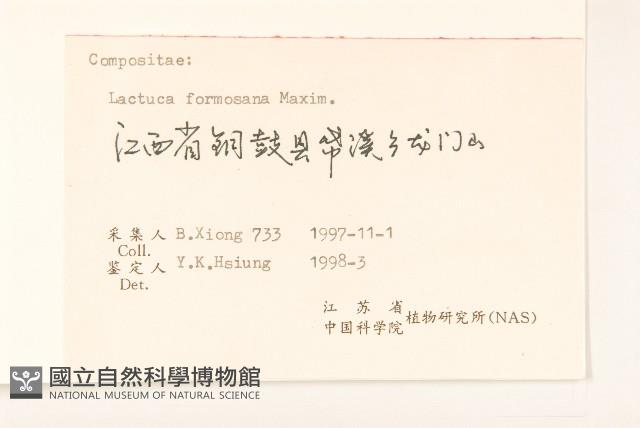 Compositae:
Lactuca formosana Maxim.
江西省铜鼓县带溪乡龙门山
采集人 B.Xiong 733 1997-11-1
Coll.
鉴定人 Y.K.Hsiung 1998-3
Det.
江苏省
中国科学院 植物研究所(NAS)
國立自然科學博物館
NATIONAL MUSEUM OF NATURAL SCIENCE